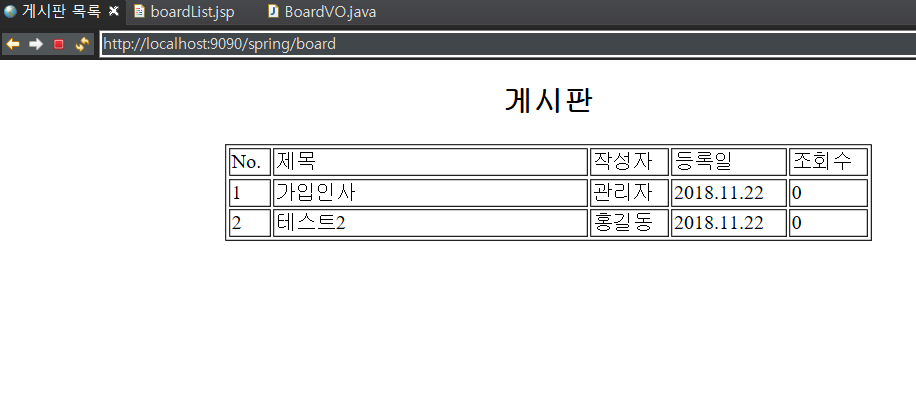 게시판 목록 boardList.jsp BoardVO.java
http://localhost:9090/spring/board
게시판
No. 제목 작성자 등록일 조회수
1 가입인사 관리자 2018.11.22 0
2 테스트2 홍길동 2018.11.22 0